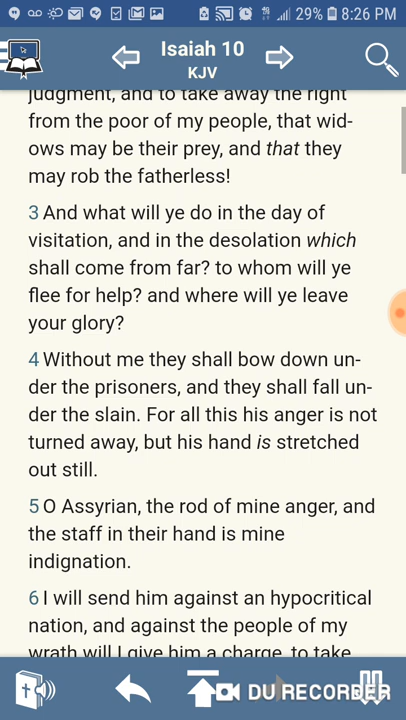 29% 8:26 PM
Isaiah 10
KJV
judgment, and to take away the right
from the poor of my people, that wid-
ows may be their prey, and that they
may rob the fatherless!
3 And what will ye do in the day of
visitation, and in the desolation which
shall come from far? to whom will ye
flee for help? and where will ye leave
your glory?
4 Without me they shall bow down un-
der the prisoners, and they shall fall un-
der the slain. For all this his anger is not
turned away, but his hand is stretched
out still.
5 O Assyrian, the rod of mine anger, and
the staff in their hand is mine
indignation.
6 I will send him against an hypocritical
nation, and against the people of my
wrath will I give him a charge, to take
DU RECORDER